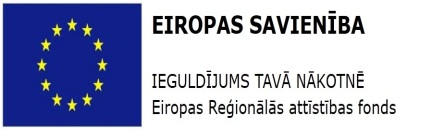 EIROPAS SAVIENĪBA
IEGULDĪJUMS TAVĀ NĀKOTNĒ
Eiropas Reģionālās attīstības fonds